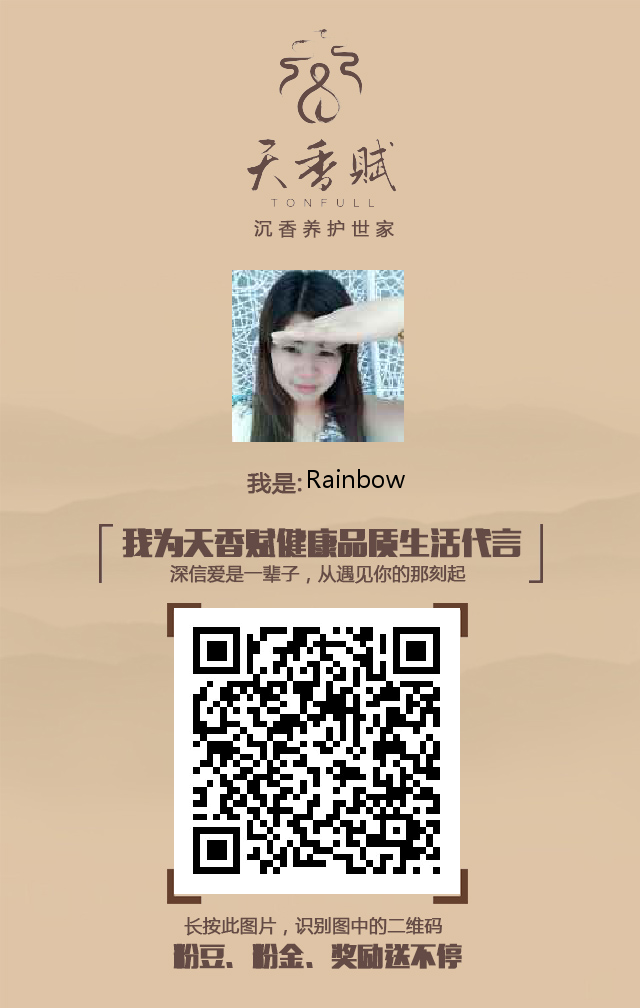 天香赋
TONFULL
沉香养护世家
我是:Rainbow
我为天香赋健康品质生活代言
深信爱是一辈子，从遇见你的那刻起
长按此图片，识别图中的二维码
粉豆、粉金、奖励送不停